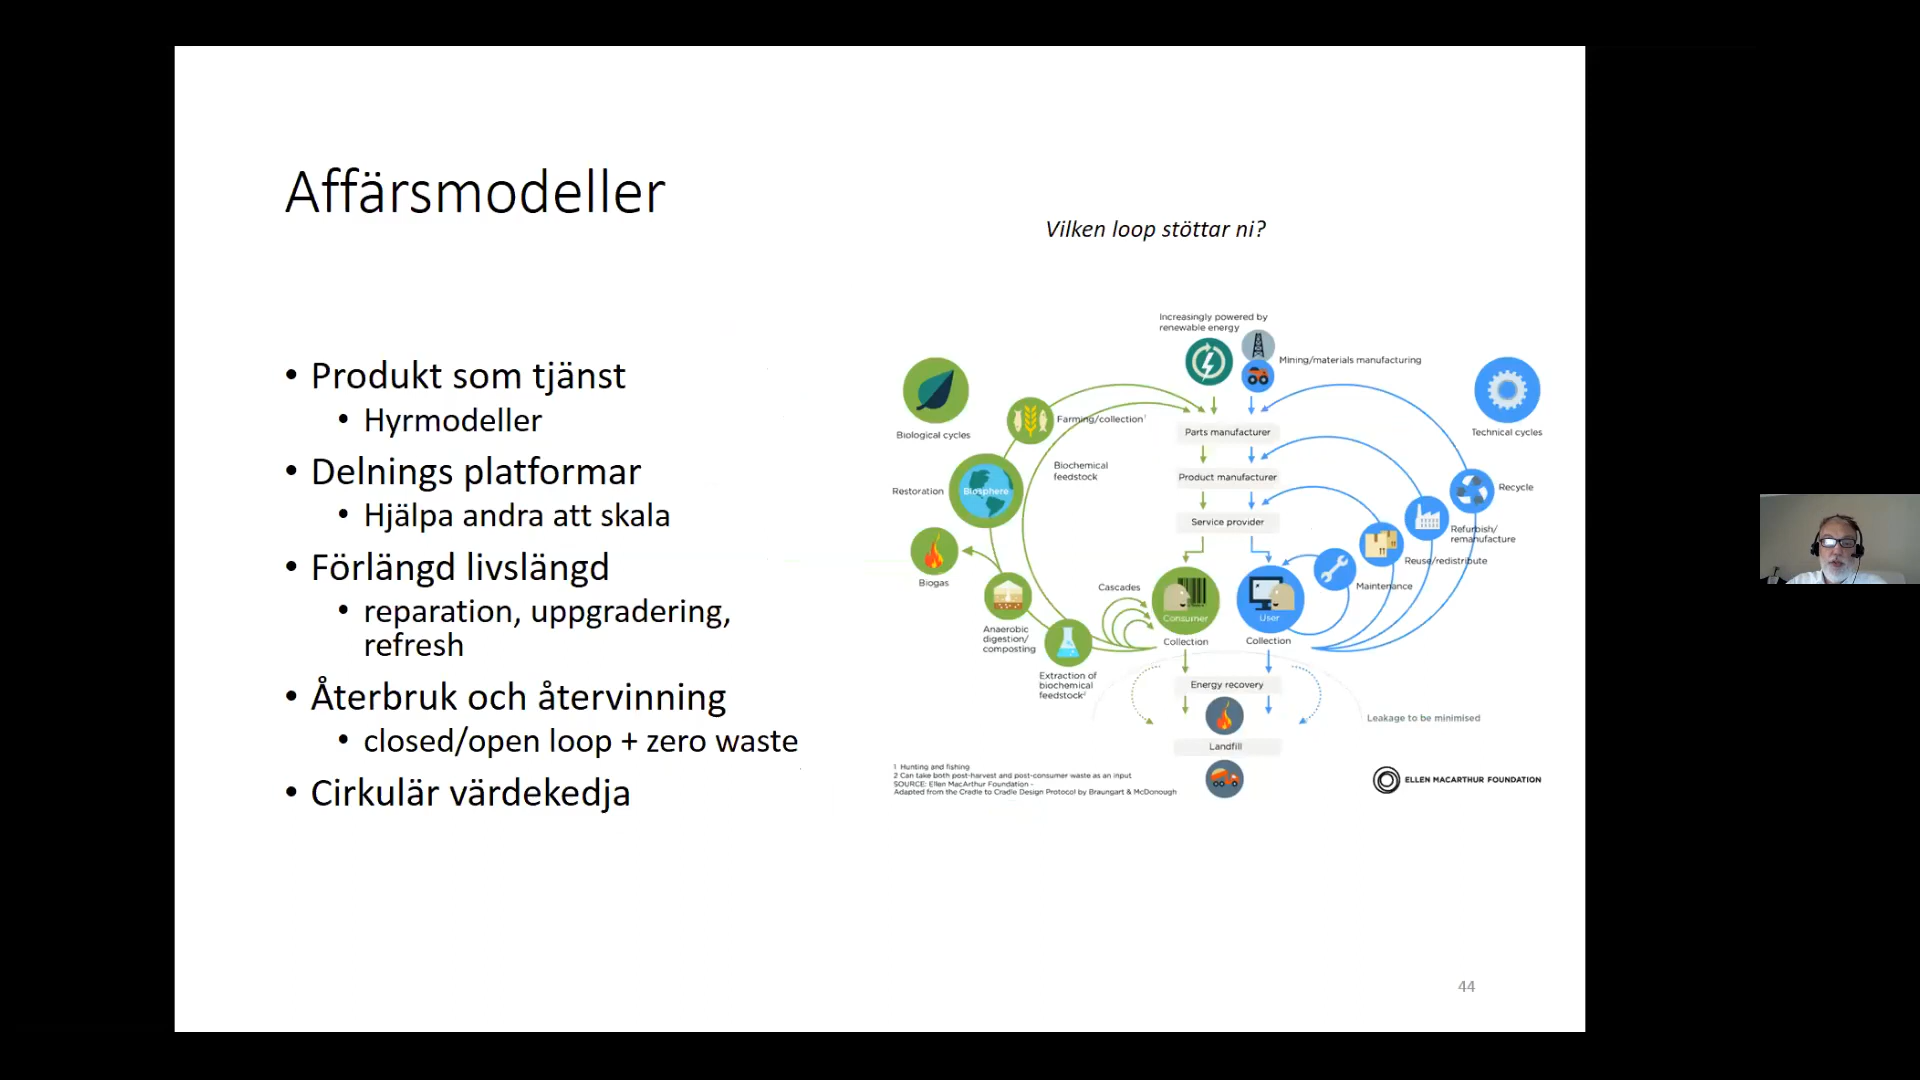 Affärsmodeller
Vilken loop stöttar ni?
• Produkt som tjänst
• Hyrmodeller
• Delnings platformar
• Hjälpa andra att skala
• Förlängd livslängd
• reparation, uppgradering,
refresh
• Återbruk och återvinning
• closed/open loop + zero waste
• Cirkulär värdekedja
Increasingly powered by
renewable energy
Mining/materials manufacturing
Biological cycles
Technical cycles
Farming/collection¹
Parts manufacturer
Biochemical
feedstock
Product manufacturer
Restoration
Biosphere
Recycle
Service provider
Refurbish/
remanufacture
Reuse/redistribute
Biogas
Cascades
Maintenance
Consumer
User
Anaerobic
digestion/
composting
Collection
Collection
Extraction of
biochemical
feedstock²
Energy recovery
Leakage to be minimised
Landfill
1 Hunting and fishing
2 Can take both post-harvest and post-consumer waste as an input
SOURCE: Ellen MacArthur Foundation -
Adapted from the Cradle to Cradle Design Protocol by Braungart & McDonough
ELLEN MACARTHUR FOUNDATION
44